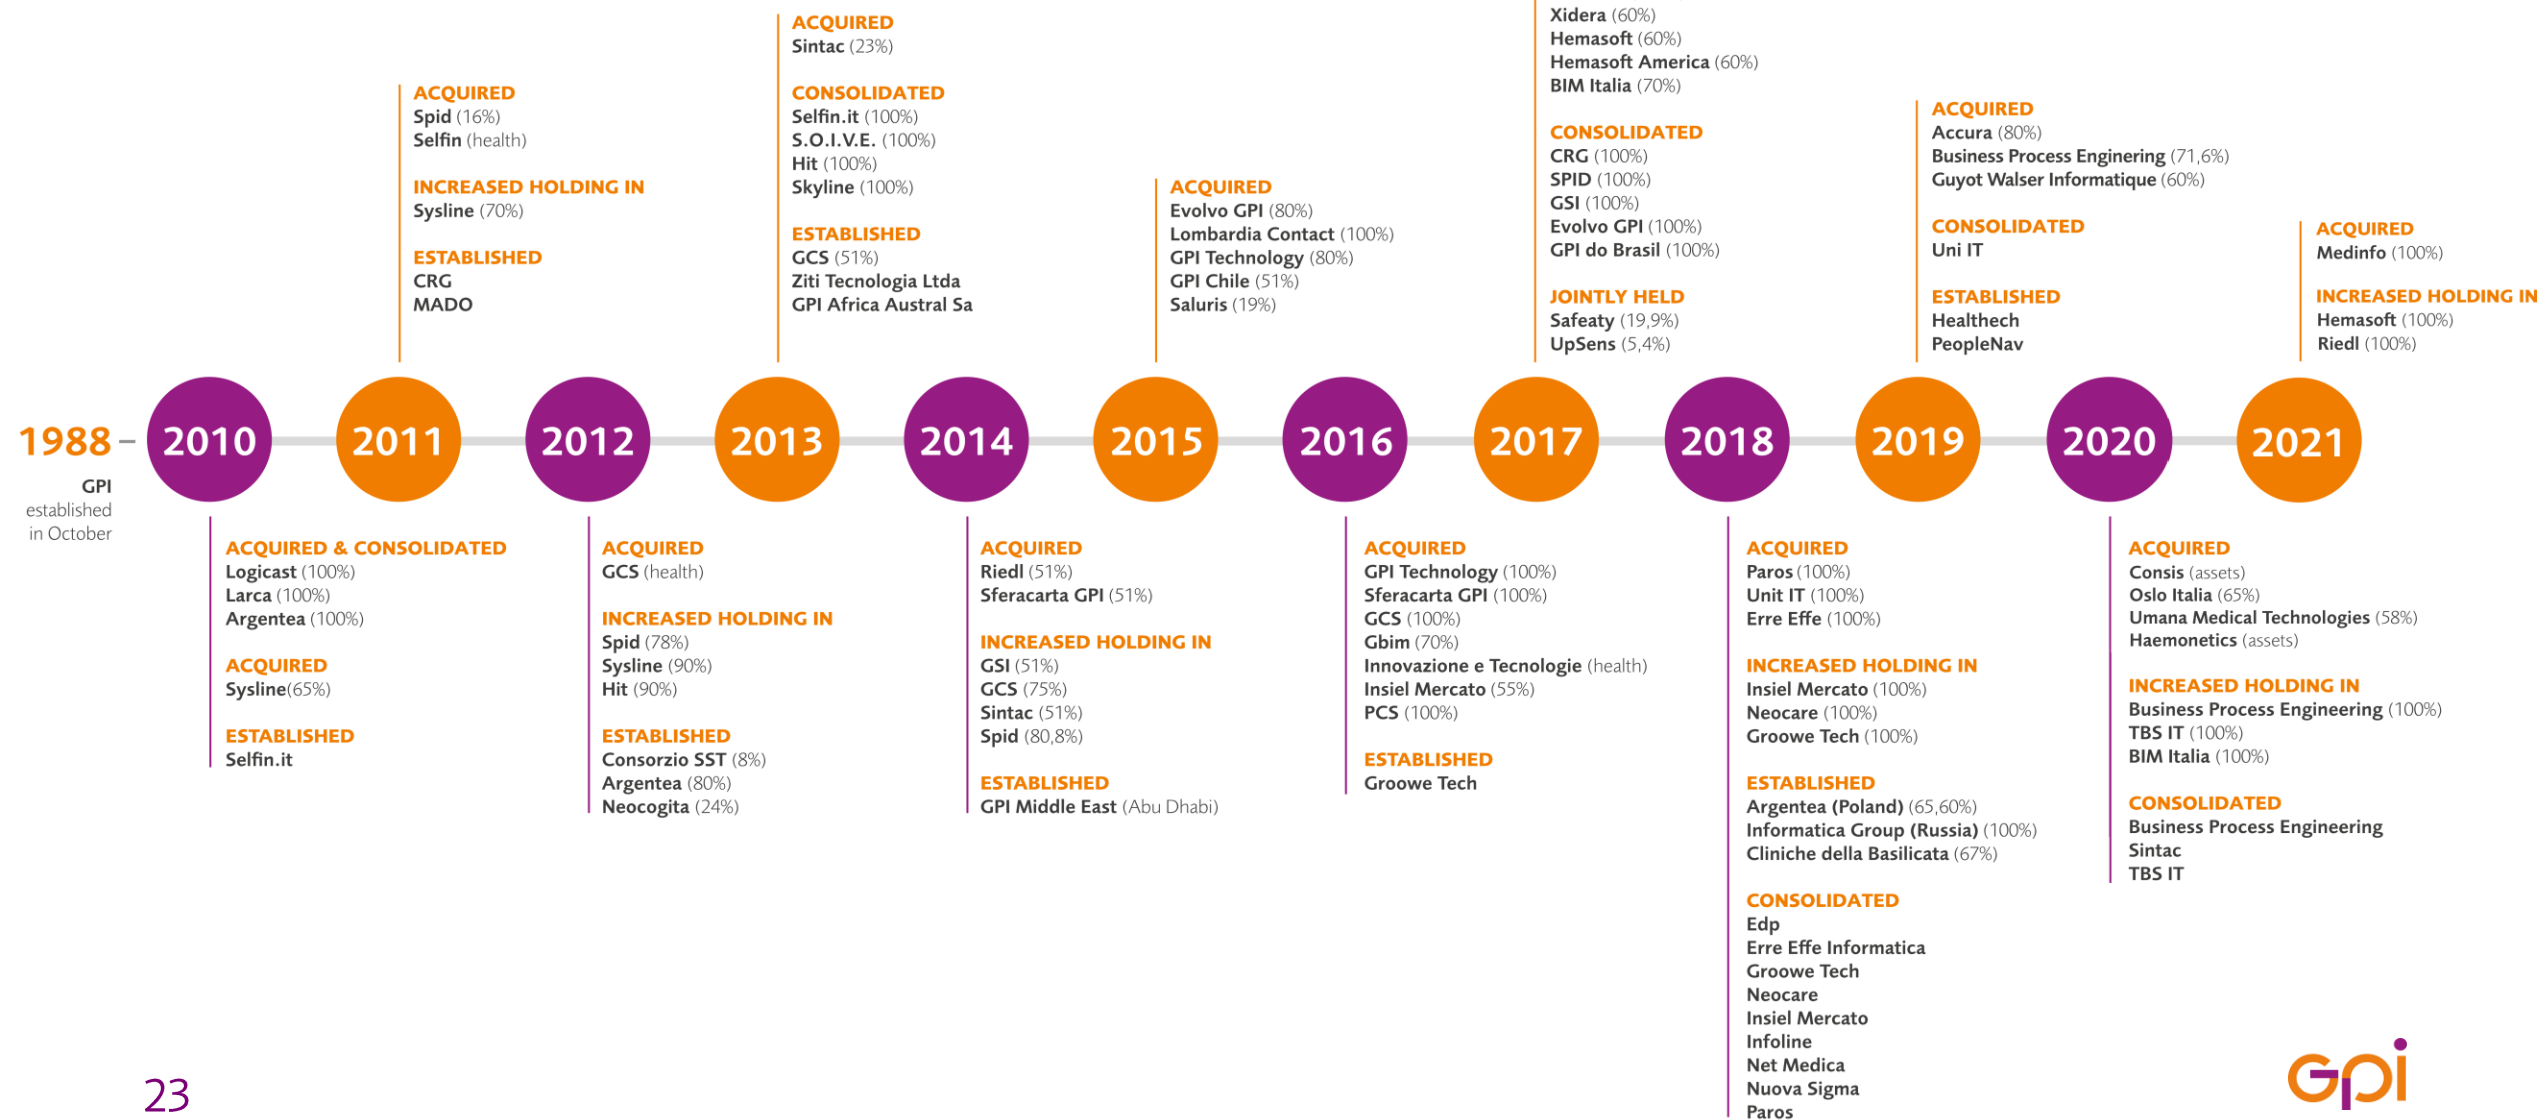 ACQUIRED
Sintac (23%)
CONSOLIDATED
Selfin.it (100%)
S.O.I.V.E. (100%)
Hit (100%)
Skyline (100%)
ESTABLISHED
GCS (51%)
Ziti Tecnologia Ltda
GPI Africa Austral Sa
ACQUIRED
Spid (16%)
Selfin (health)
INCREASED HOLDING IN
Sysline (70%)
ESTABLISHED
CRG
MADO
ACQUIRED
Evolvo GPI (80%)
Lombardia Contact (100%)
GPI Technology (80%)
GPI Chile (51%)
Saluris (19%)
Xidera (60%)
Hemasoft (60%)
Hemasoft America (60%)
BIM Italia (70%)
CONSOLIDATED
CRG (100%)
SPID (100%)
GSI (100%)
Evolvo GPI (100%)
GPI do Brasil (100%)
JOINTLY HELD
Safeaty (19,9%)
UpSens (5,4%)
ACQUIRED
Accura (80%)
Business Process Enginering (71,6%)
Guyot Walser Informatique (60%)
CONSOLIDATED
Uni IT
ESTABLISHED
Healthech
PeopleNav
ACQUIRED
Medinfo (100%)
INCREASED HOLDING IN
Hemasoft (100%)
Riedl (100%)
1988 – 2010 2011 2012 2013 2014 2015 2016 2017 2018 2019 2020 2021
GPI
established
in October
ACQUIRED & CONSOLIDATED
Logicast (100%)
Larca (100%)
Argentea (100%)
ACQUIRED
Sysline(65%)
ESTABLISHED
Selfin.it
ACQUIRED
GCS (health)
INCREASED HOLDING IN
Spid (78%)
Sysline (90%)
Hit (90%)
ESTABLISHED
Consorzio SST (8%)
Argentea (80%)
Neocogita (24%)
ACQUIRED
Riedl (51%)
Sferacarta GPI (51%)
INCREASED HOLDING IN
GSI (51%)
GCS (75%)
Sintac (51%)
Spid (80,8%)
ESTABLISHED
GPI Middle East (Abu Dhabi)
ACQUIRED
GPI Technology (100%)
Sferacarta GPI (100%)
GCS (100%)
Gbim (70%)
Innovazione e Tecnologie (health)
Insiel Mercato (55%)
PCS (100%)
ESTABLISHED
Groowe Tech
ACQUIRED
Paros (100%)
Unit IT (100%)
Erre Effe (100%)
INCREASED HOLDING IN
Insiel Mercato (100%)
Neocare (100%)
Groowe Tech (100%)
ESTABLISHED
Argentea (Poland) (65,60%)
Informatica Group (Russia) (100%)
Cliniche della Basilicata (67%)
CONSOLIDATED
Edp
Erre Effe Informatica
Groowe Tech
Neocare
Insiel Mercato
Infoline
Net Medica
Nuova Sigma
Paros
ACQUIRED
Consis (assets)
Oslo Italia (65%)
Umana Medical Technologies (58%)
Haemonetics (assets)
INCREASED HOLDING IN
Business Process Engineering (100%)
TBS IT (100%)
BIM Italia (100%)
CONSOLIDATED
Business Process Engineering
Sintac
TBS IT
23
Gpi